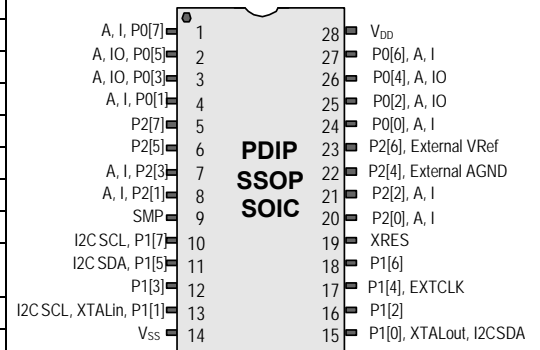 A, I, P0[7] 1
A, IO, P0[5] 2
A, IO, P0[3] 3
A, I, P0[1] 4
P2[7] 5
P2[5] 6
A, I, P2[3] 7
A, I, P2[1] 8
SMP 9
I2C SCL, P1[7] 10
I2C SDA, P1[5] 11
P1[3] 12
I2C SCL, XTALin, P1[1] 13
VSS 14
PDIP
SSOP
SOIC
28 VDD
27 P0[6], A, I
26 P0[4], A, IO
25 P0[2], A, IO
24 P0[0], A, I
23 P2[6], External VRef
22 P2[4], External AGND
21 P2[2], A, I
20 P2[0], A, I
19 XRES
18 P1[6]
17 P1[4], EXTCLK
16 P1[2]
15 P1[0], XTALout, I2CSDA